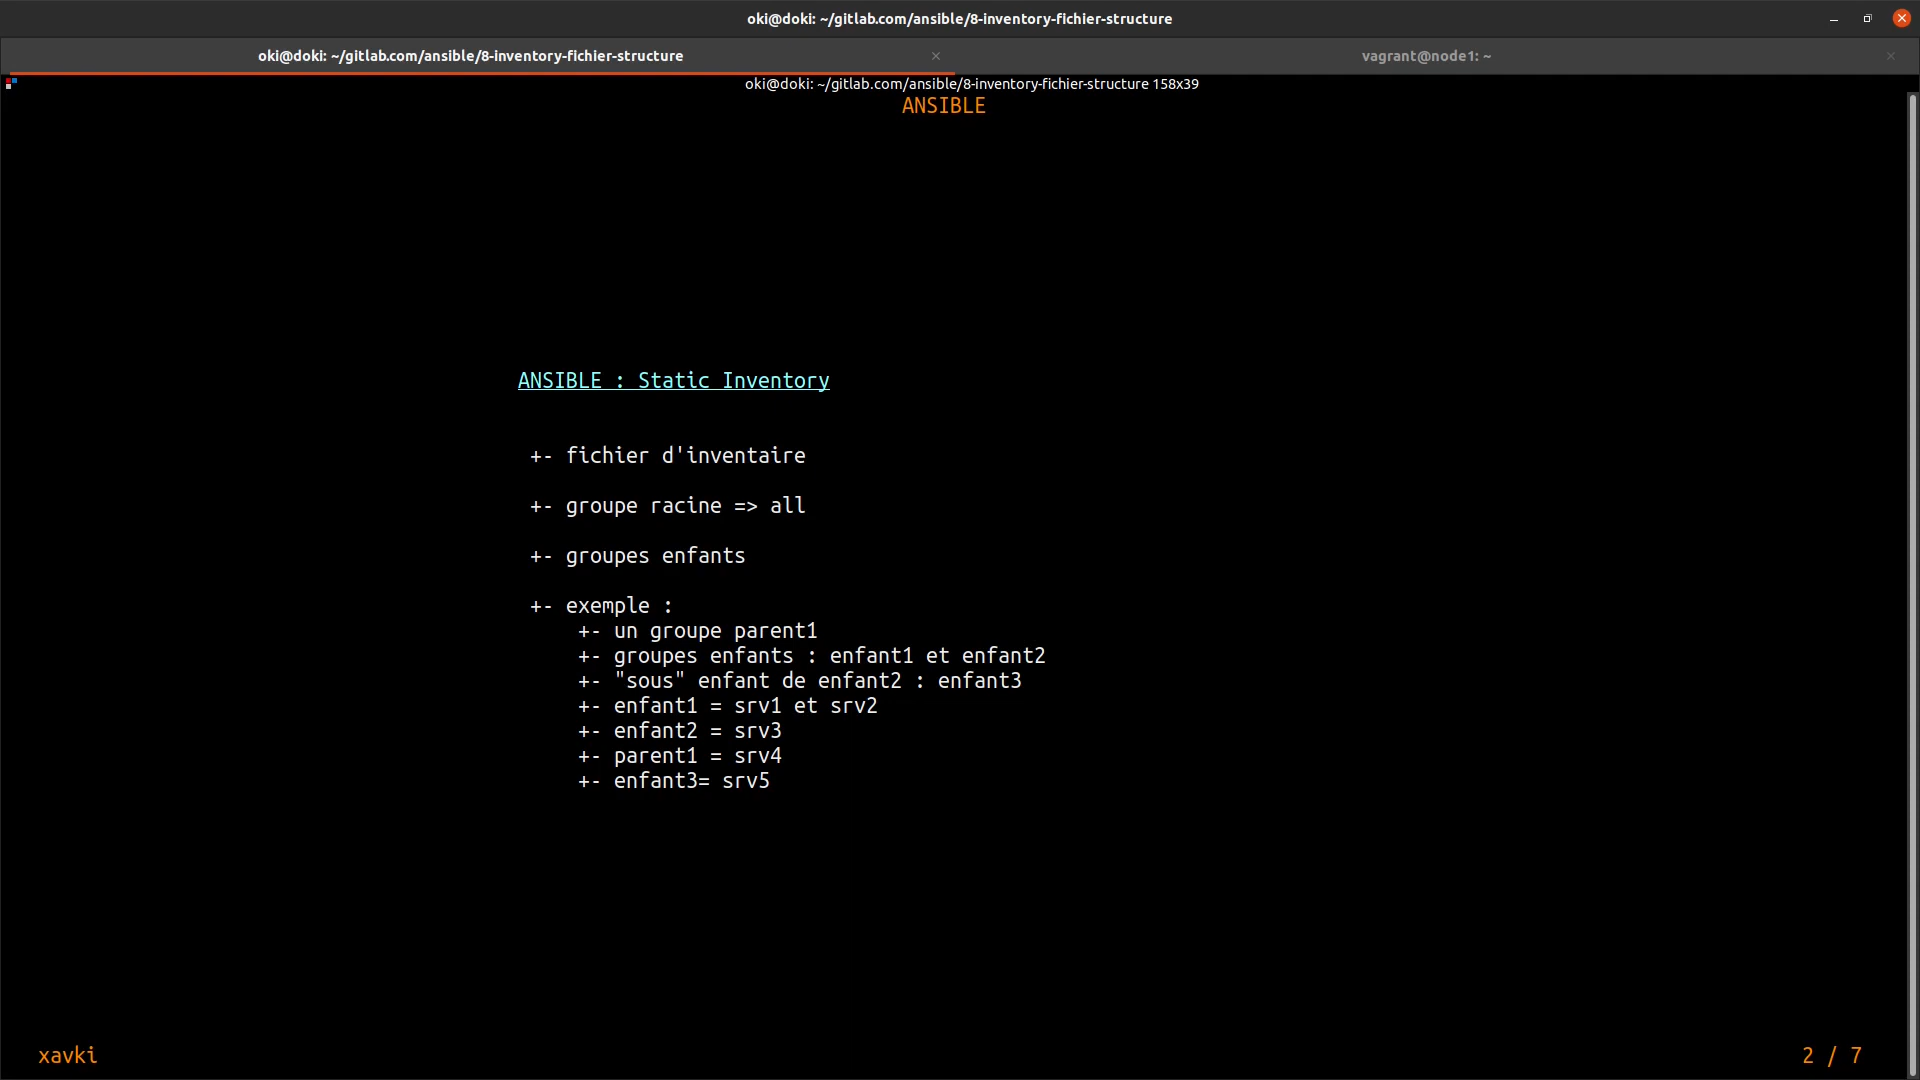 oki@doki: ~/gitlab.com/ansible/8-inventory-fichier-structure
oki@doki: ~/gitlab.com/ansible/8-inventory-fichier-structure
vagrant@node1: ~
oki@doki: ~/gitlab.com/ansible/8-inventory-fichier-structure 158x39
ANSIBLE
ANSIBLE : Static Inventory
+- fichier d'inventaire
+- groupe racine => all
+- groupes enfants
+- exemple :
+- un groupe parent1
+- groupes enfants : enfant1 et enfant2
+- "sous" enfant de enfant2 : enfant3
+- enfant1 = srv1 et srv2
+- enfant2 = srv3
+- parent1 = srv4
+- enfant3= srv5
xavki
2 / 7